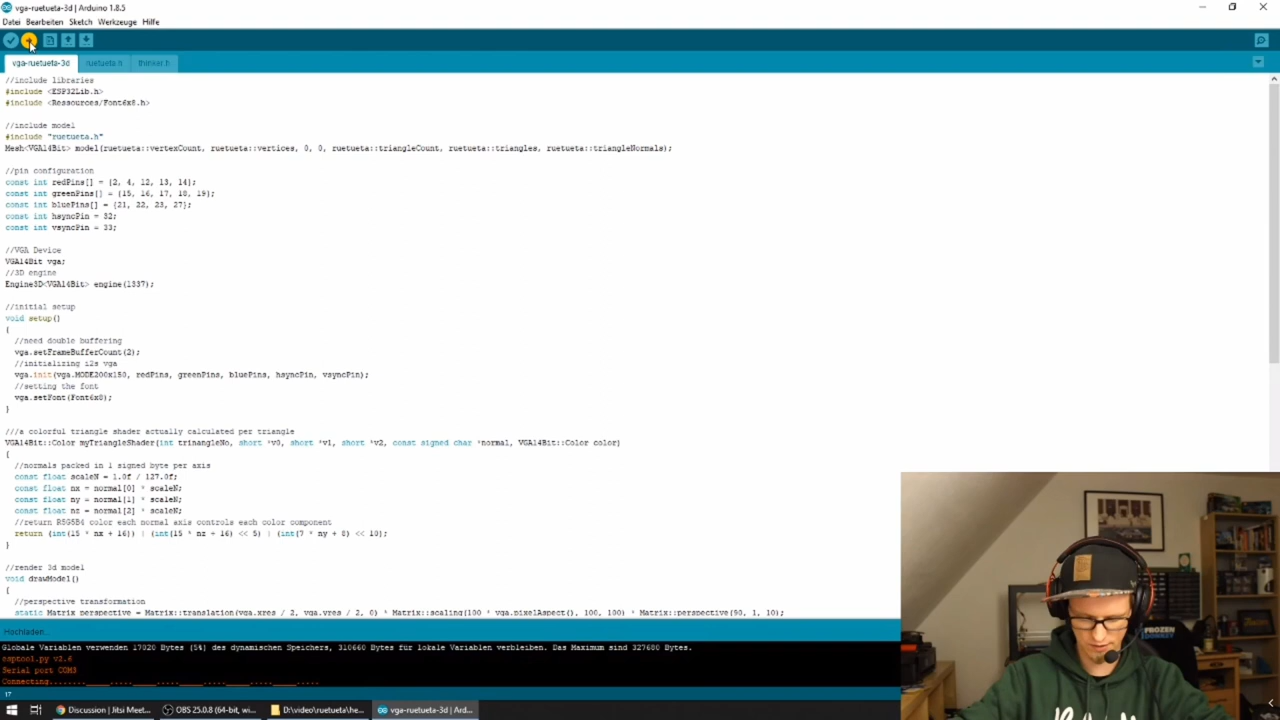 vga-ruetueta-3d | Arduino 1.8.5
Datei Bearbeiten Sketch Werkzeuge Hilfe
vga-ruetueta-3d ruetueta.h thinker.h
//include libraries
#include <ESP32Lib.h>
#include <Ressources/Font6x8.h>
//include model
#include "ruetueta.h"
Mesh<VGA14Bit> model(ruetueta::vertexCount, ruetueta::vertices, 0, 0, ruetueta::triangleCount, ruetueta::triangles, ruetueta::triangleNormals);
//pin configuration
const int redPins[] = {2, 4, 12, 13, 14};
const int greenPins[] = {15, 16, 17, 18, 19};
const int bluePins[] = {21, 22, 23, 27};
const int hsyncPin = 32;
const int vsyncPin = 33;
//VGA Device
VGA14Bit vga;
//3D engine
Engine3D<VGA14Bit> engine(1337);
//initial setup
void setup()
{
//need double buffering
vga.setFrameBufferCount(2);
//initializing i2s vga
vga.init(vga.MODE200x150, redPins, greenPins, bluePins, hsyncPin, vsyncPin);
//setting the font
vga.setFont(Font6x8);
}
///a colorful triangle shader actually calculated per triangle
VGA14Bit::Color myTriangleShader(int trinangleNo, short *v0, short *v1, short *v2, const signed char *normal, VGA14Bit::Color color)
{
//normals packed in 1 signed byte per axis
const float scaleN = 1.0f / 127.0f;
const float nx = normal[0] * scaleN;
const float ny = normal[1] * scaleN;
const float nz = normal[2] * scaleN;
//return R5G5B4 color each normal axis controls each color component
return (int(15 * nx + 16)) | (int(15 * nz + 16) << 5) | (int(7 * ny + 8) << 10);
}
//render 3d model
void drawModel()
{
//perspective transformation
static Matrix perspective = Matrix::translation(vga.xres / 2, vga.yres / 2, 0) * Matrix::scaling(100 * vga.pixelAspect(), 100, 100) * Matrix::perspective(90, 1, 10);
Hochladen...
Globale Variablen verwenden 17020 Bytes (5%) des dynamischen Speichers, 310660 Bytes für lokale Variablen verbleiben. Das Maximum sind 327680 Bytes.
esptool.py v2.6
Serial port COM3
Connecting........_____....._____....._____....._____....._____.....
17
FROZEN
Discussion | Jitsi Meet... OBS 25.0.8 (64-bit, wi... D:\video\ruetueta\he... vga-ruetueta-3d | Ard...